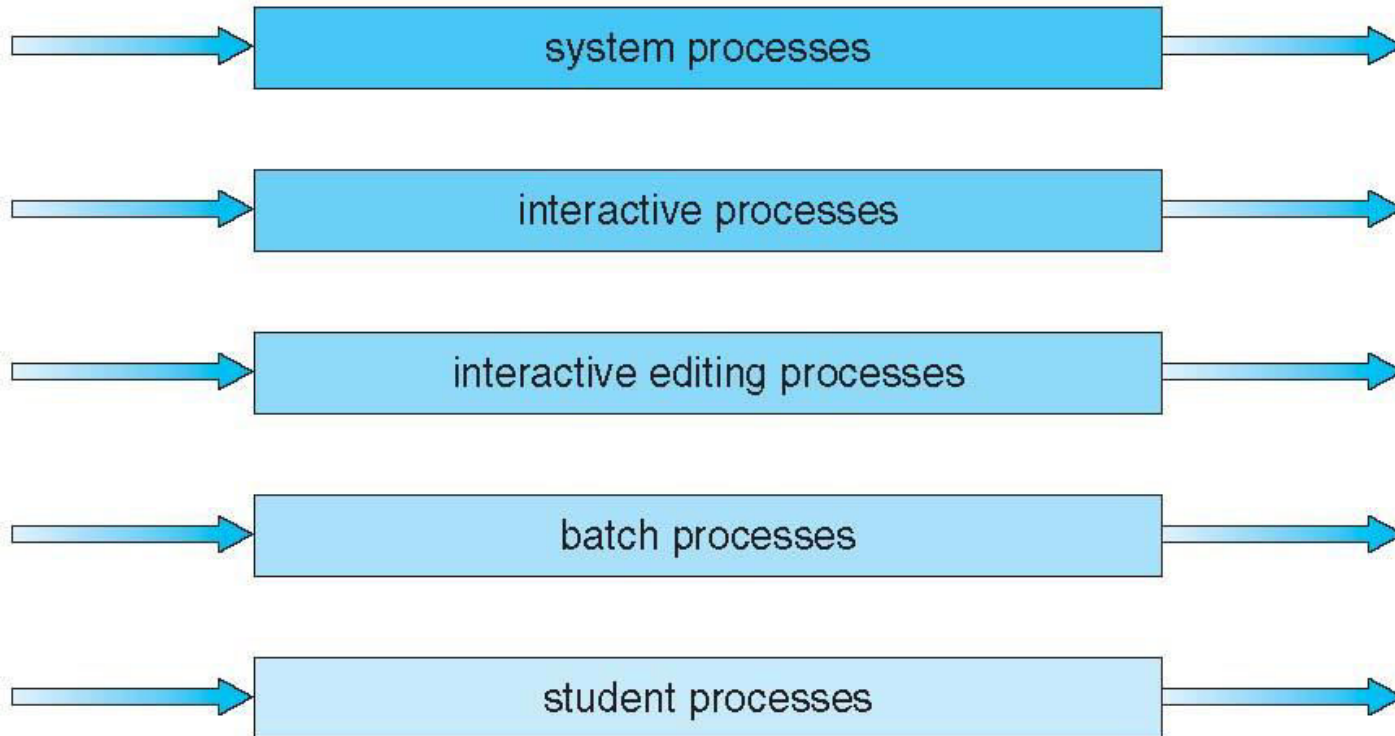 system processes
interactive processes
interactive editing processes
batch processes
student processes